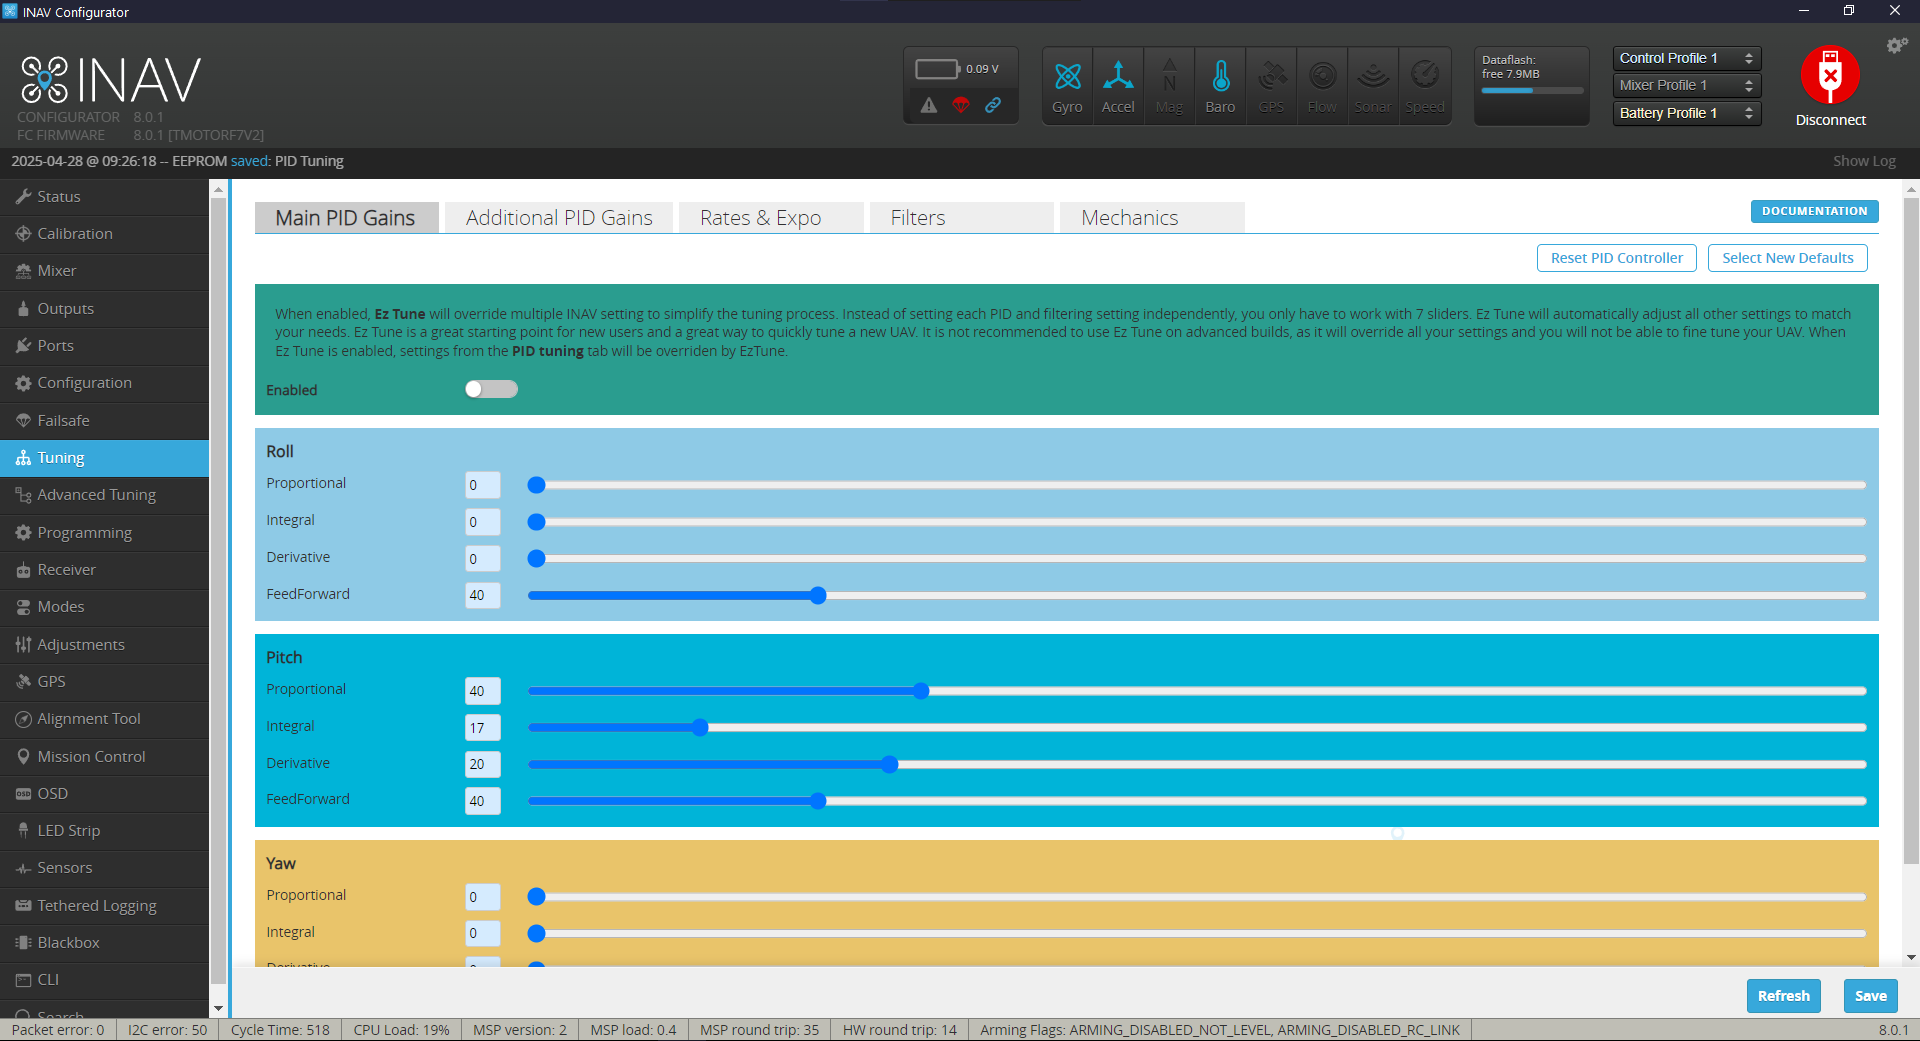 INAV Configurator
INAV
CONFIGURATOR 8.0.1
FC FIRMWARE 8.0.1 [TMOTORF7V2]
0.09 V
Gyro
Accel
Mag
Baro
GPS
Flow
Sonar
Speed
Dataflash:
free 7.9MB
Control Profile 1
Mixer Profile 1
Battery Profile 1
Disconnect
2025-04-28 @ 09:26:18 -- EEPROM saved: PID Tuning
Show Log
Status
Calibration
Mixer
Outputs
Ports
Configuration
Failsafe
Tuning
Advanced Tuning
Programming
Receiver
Modes
Adjustments
GPS
Alignment Tool
Mission Control
OSD
LED Strip
Sensors
Tethered Logging
Blackbox
CLI
Search
Main PID Gains
Additional PID Gains
Rates & Expo
Filters
Mechanics
DOCUMENTATION
Reset PID Controller
Select New Defaults
When enabled, Ez Tune will override multiple INAV setting to simplify the tuning process. Instead of setting each PID and filtering setting independently, you only have to work with 7 sliders. Ez Tune will automatically adjust all other settings to match
your needs. Ez Tune is a great starting point for new users and a great way to quickly tune a new UAV. It is not recommended to use Ez Tune on advanced builds, as it will override all your settings and you will not be able to fine tune your UAV. When
Ez Tune is enabled, settings from the PID tuning tab will be overriden by EzTune.
Enabled
Roll
Proportional 0
Integral 0
Derivative 0
FeedForward 40
Pitch
Proportional 40
Integral 17
Derivative 20
FeedForward 40
Yaw
Proportional 0
Integral 0
Derivative 0
Refresh
Save
Packet error: 0
I2C error: 50
Cycle Time: 518
CPU Load: 19%
MSP version: 2
MSP load: 0.4
MSP round trip: 35
HW round trip: 14
Arming Flags: ARMING_DISABLED_NOT_LEVEL, ARMING_DISABLED_RC_LINK
8.0.1